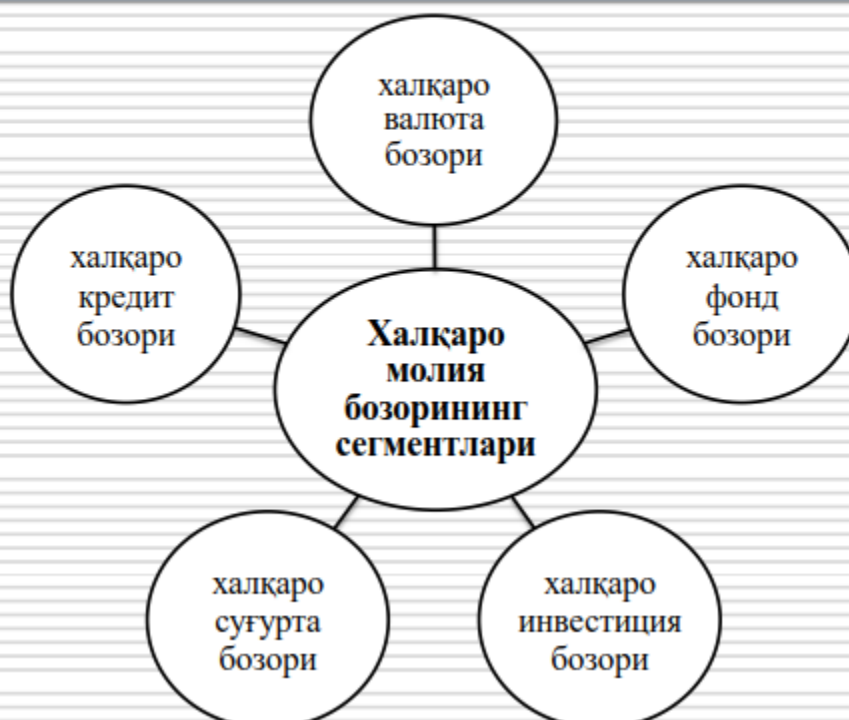 халқаро
валюта
бозори
халқаро
кредит
бозори
халқаро
фонд
бозори
Халқаро
молия
бозорининг
сегментлари
халқаро
суғурта
бозори
халқаро
инвестиция
бозори